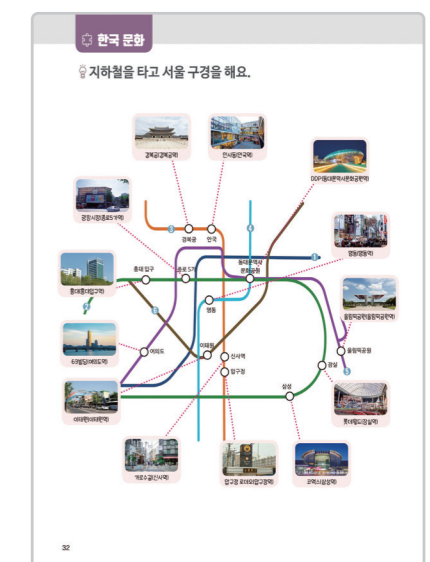 한국 문화
지하철을 타고 서울 구경을 해요.
경복궁(경복궁역)
인사동(안국역)
DDP(동대문역사문화공원역)
광장시장(종로5가역)
명동(명동역)
홍대(홍대입구역)
올림픽공원(올림픽공원역)
63빌딩(여의도역)
이태원(이태원역)
롯데월드(잠실역)
가로수길(신사역)
압구정 로데오(압구정역)
코엑스(삼성역)
3
4
1
경복궁
안국
동대문역사
문화공원
홍대 입구
종로 5가
2
6
명동
여의도
이태원
신사역
압구정
올림픽공원
잠실
5
삼성
32